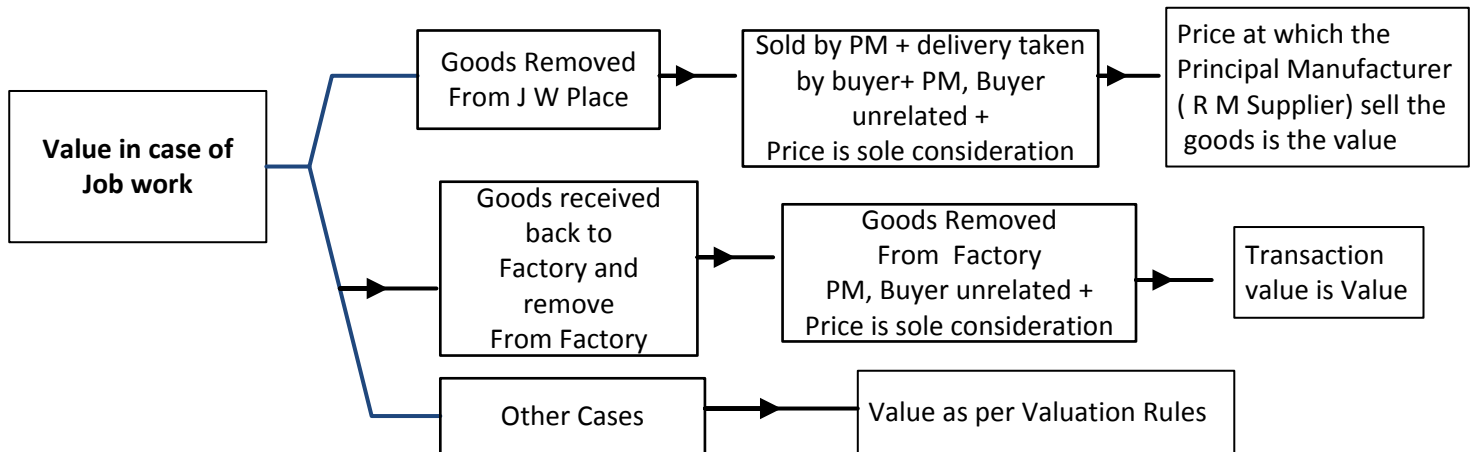 Value in case of
Job work
Goods Removed
From J W Place
Sold by PM + delivery taken
by buyer+ PM, Buyer
unrelated +
Price is sole consideration
Price at which the
Principal Manufacturer
( R M Supplier) sell the
goods is the value
Goods received
back to
Factory and
remove
From Factory
Goods Removed
From Factory
PM, Buyer unrelated +
Price is sole consideration
Transaction
value is Value
Other Cases
Value as per Valuation Rules